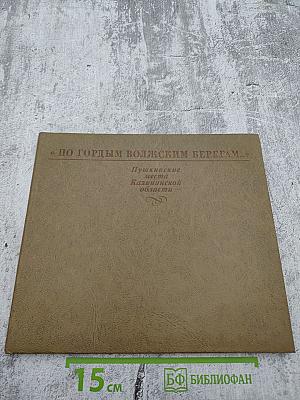 « ПО ГОРДЫМ ВОЛЖСКИМ БЕРЕГАМ...»
Пушкинские
места
Калининской
области
15 см
БФ БИБЛИОФАН